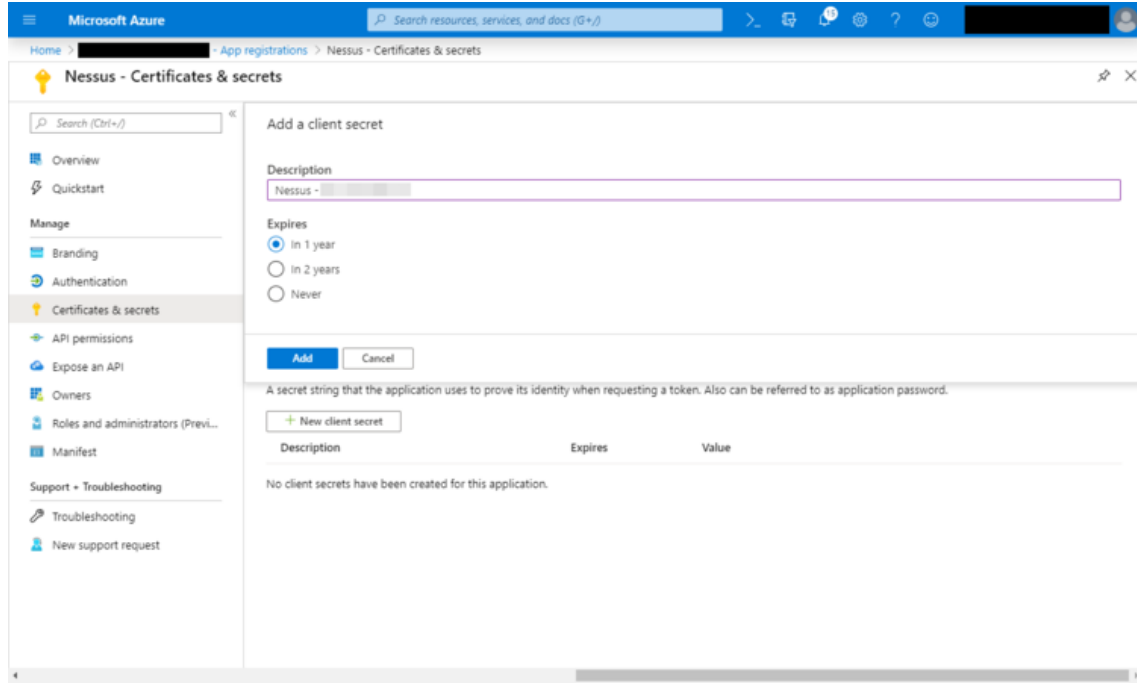 Microsoft Azure
Search resources, services, and docs (G+/)
15
Home > - App registrations > Nessus - Certificates & secrets
Nessus - Certificates & secrets
Search (Ctrl+/)
Overview
Quickstart
Manage
Branding
Authentication
Certificates & secrets
API permissions
Expose an API
Owners
Roles and administrators (Previ...
Manifest
Support + Troubleshooting
Troubleshooting
New support request
Add a client secret
Description
Nessus -
Expires
In 1 year
In 2 years
Never
Add
Cancel
A secret string that the application uses to prove its identity when requesting a token. Also can be referred to as application password.
+ New client secret
Description Expires Value
No client secrets have been created for this application.